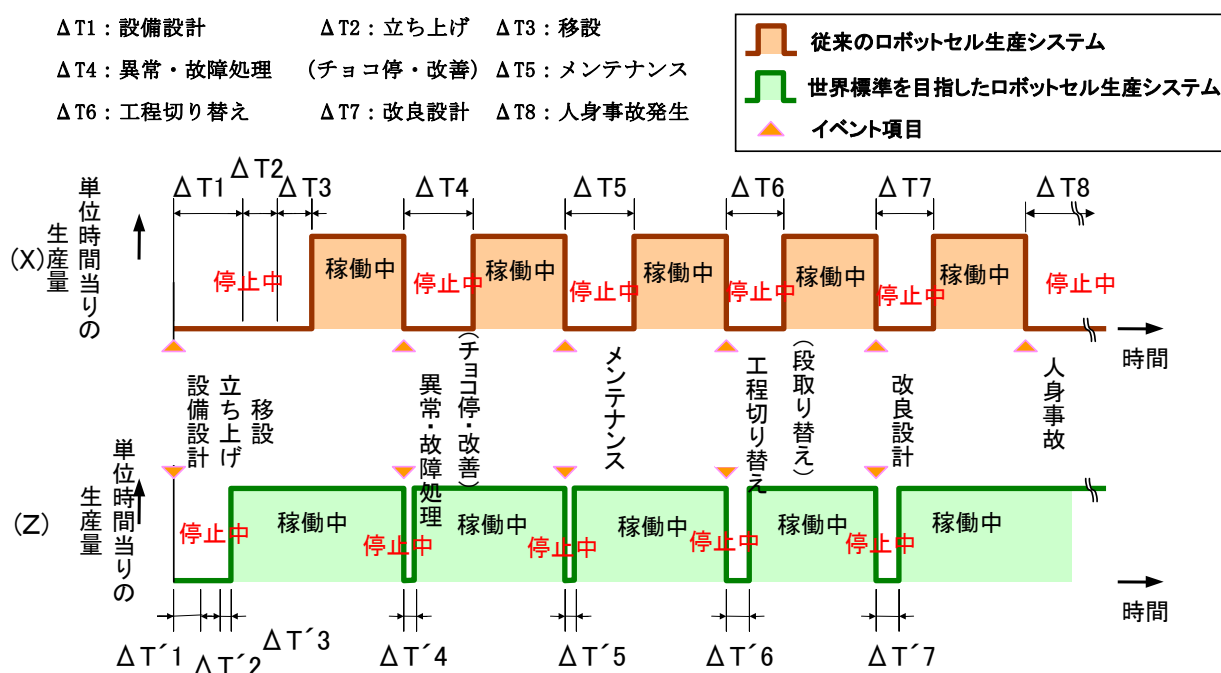 ΔT1：設備設計　ΔT2：立ち上げ　ΔT3：移設
ΔT4：異常・故障処理　(チョコ停・改善)　ΔT5：メンテナンス
ΔT6：工程切り替え　ΔT7：改良設計　ΔT8：人身事故発生
従来のロボットセル生産システム
世界標準を目指したロボットセル生産システム
イベント項目
(X)
単位時間当りの
生産量
ΔT1
ΔT2
ΔT3
ΔT4
ΔT5
ΔT6
ΔT7
ΔT8
停止中
稼働中
停止中
稼働中
停止中
稼働中
停止中
稼働中
停止中
稼働中
停止中
時間
設備設計
立ち上げ
移設
異常・故障処理
(チョコ停・改善)
メンテナンス
工程切り替え
(段取り替え)
改良設計
人身事故
(Z)
単位時間当りの
生産量
停止中
稼働中
停止中
稼働中
停止中
稼働中
停止中
稼働中
停止中
稼働中
時間
ΔT´1
ΔT´2
ΔT´3
ΔT´4
ΔT´5
ΔT´6
ΔT´7